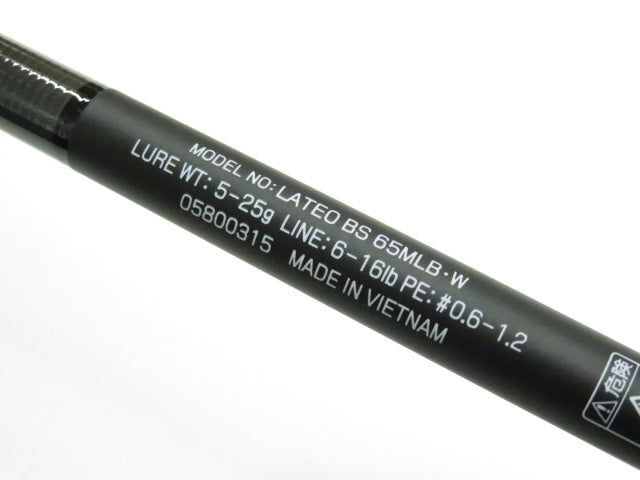 MODEL NO: LATEO BS 65MLB・W
LURE WT: 5-25g LINE: 6-16lb PE: #0.6-1.2
05800315 MADE IN VIETNAM
危険